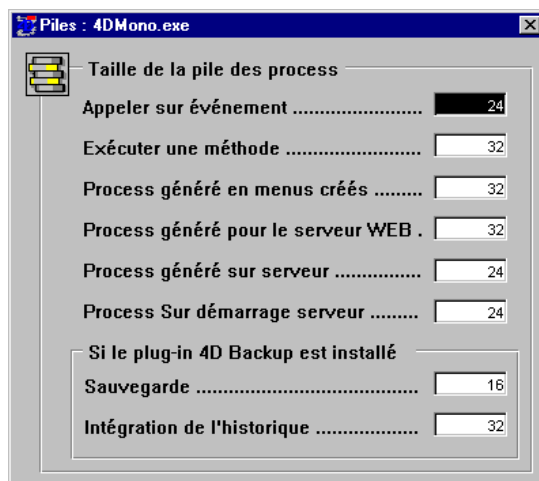 Piles : 4DMono.exe
Taille de la pile des process
Appeler sur événement ....................... 24
Exécuter une méthode ........................ 32
Process généré en menus créés ......... 32
Process généré pour le serveur WEB . 32
Process généré sur serveur ............... 24
Process Sur démarrage serveur ......... 24
Si le plug-in 4D Backup est installé
Sauvegarde ....................................... 16
Intégration de l'historique .................. 32